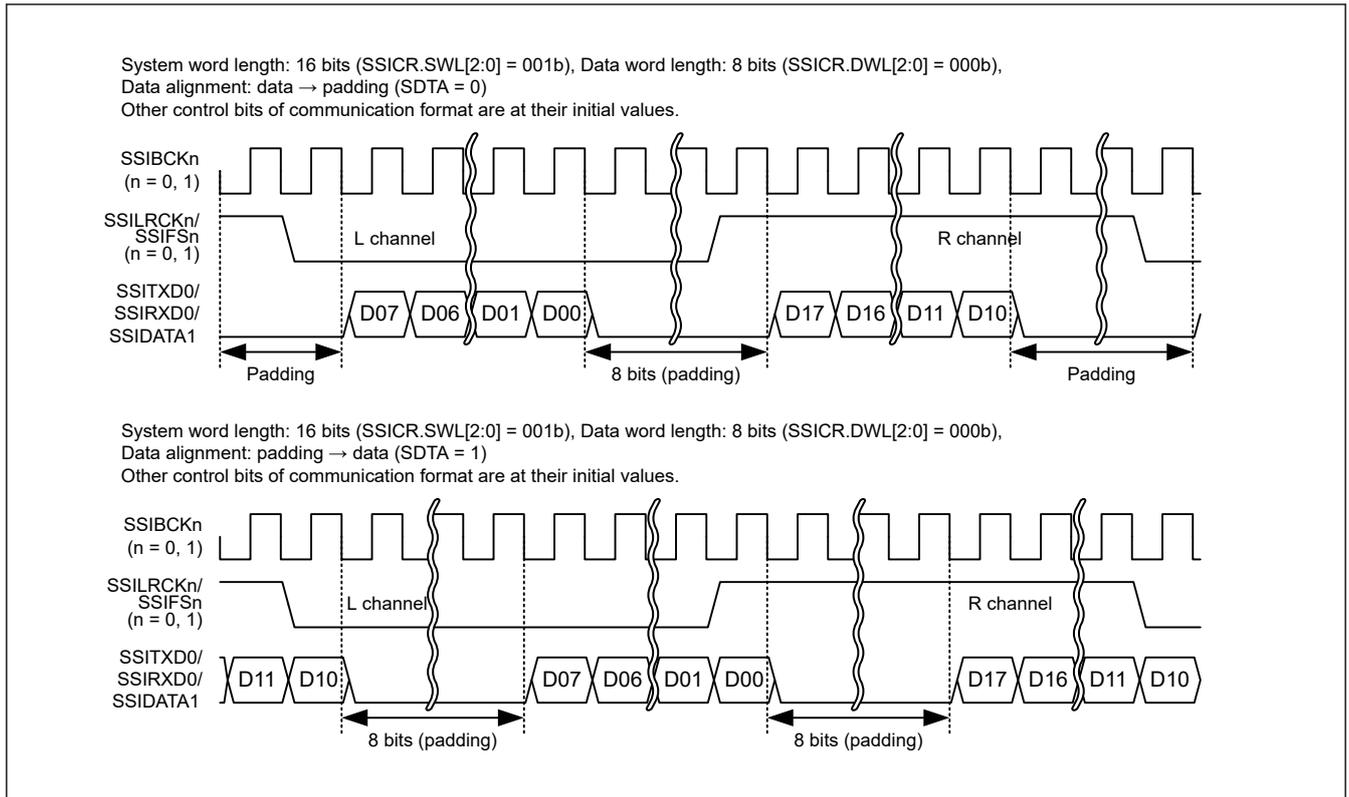 System word length: 16 bits (SSICR.SWL[2:0] = 001b), Data word length: 8 bits (SSICR.DWL[2:0] = 000b),
Data alignment: data → padding (SDTA = 0)
Other control bits of communication format are at their initial values.
SSIBCKn
(n = 0, 1)
SSILRCKn/
SSIFSn
(n = 0, 1)
L channel
R channel
SSITXD0/
SSIRXD0/
SSIDATA1
D07 D06 D01 D00 D17 D16 D11 D10
Padding 8 bits (padding) Padding
System word length: 16 bits (SSICR.SWL[2:0] = 001b), Data word length: 8 bits (SSICR.DWL[2:0] = 000b),
Data alignment: padding → data (SDTA = 1)
Other control bits of communication format are at their initial values.
SSIBCKn
(n = 0, 1)
SSILRCKn/
SSIFSn
(n = 0, 1)
L channel
R channel
SSITXD0/
SSIRXD0/
SSIDATA1
D11 D10 D07 D06 D01 D00 D17 D16 D11 D10
8 bits (padding) 8 bits (padding)